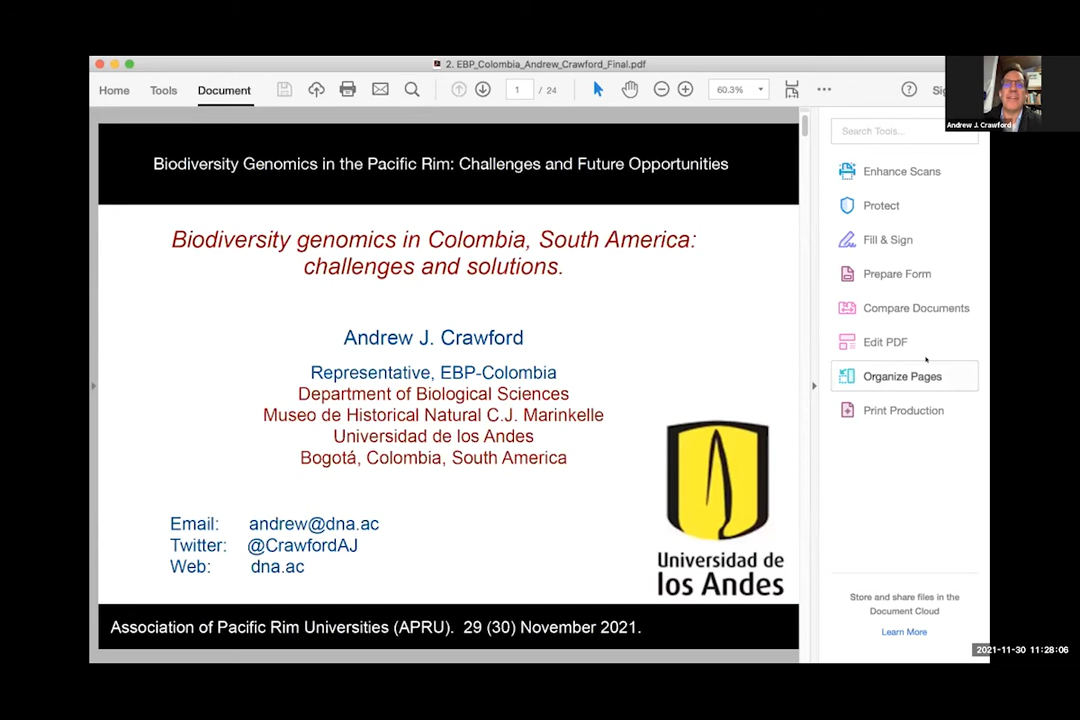 2. EBP_Colombia_Andrew_Crawford_Final.pdf
Home Tools Document 1 / 24 60.3%
Andrew J. Crawford
Search Tools...
Biodiversity Genomics in the Pacific Rim: Challenges and Future Opportunities
Biodiversity genomics in Colombia, South America:
challenges and solutions.
Andrew J. Crawford
Representative, EBP-Colombia
Department of Biological Sciences
Museo de Historical Natural C.J. Marinkelle
Universidad de los Andes
Bogotá, Colombia, South America
Email: andrew@dna.ac
Twitter: @CrawfordAJ
Web: dna.ac
Universidad de
los Andes
Association of Pacific Rim Universities (APRU). 29 (30) November 2021.
Enhance Scans
Protect
Fill & Sign
Prepare Form
Compare Documents
Edit PDF
Organize Pages
Print Production
Store and share files in the
Document Cloud
Learn More
2021-11-30 11:28:06